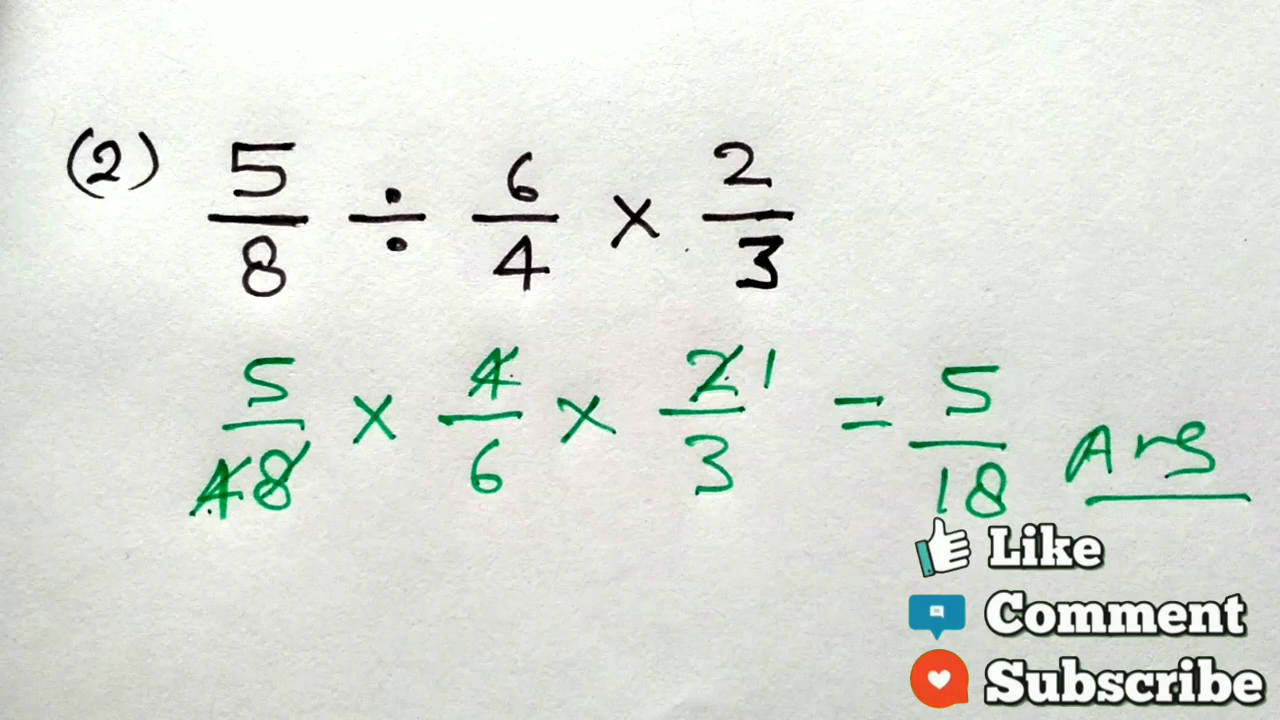 (2) 5/8 ÷ 6/4 × 2/3
5/48 × 4/6 × 21/3 = 5/18 Ans
Like
Comment
Subscribe